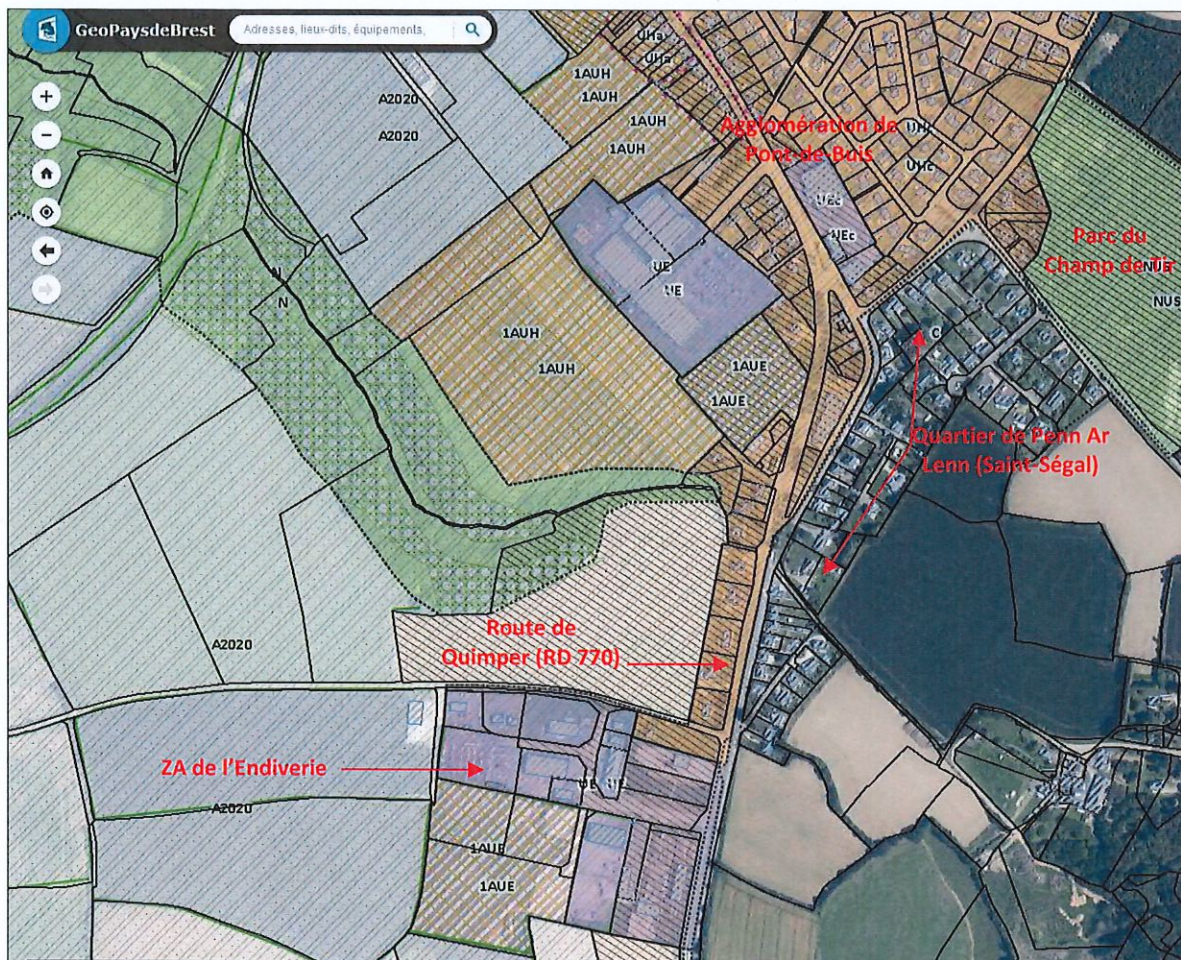 GeoPaysdeBrest
Adresses, lieux-dits, équipements,
UHa
UHa
1AUH
1AUH
1AUH
1AUH
A2020
A2020
Agglomération de
Pont-de-Buis
UHc
UHc
UEc
UEc
UE
UE
Parc du
Champ de Tir
NUS
N
N
1AUH
1AUH
1AUE
1AUE
C
Quartier de Penn Ar
Lenn (Saint-Ségal)
A2020
Route de
Quimper (RD 770)
ZA de l'Endiverie
UE
UE
A2020
1AUE
1AUE